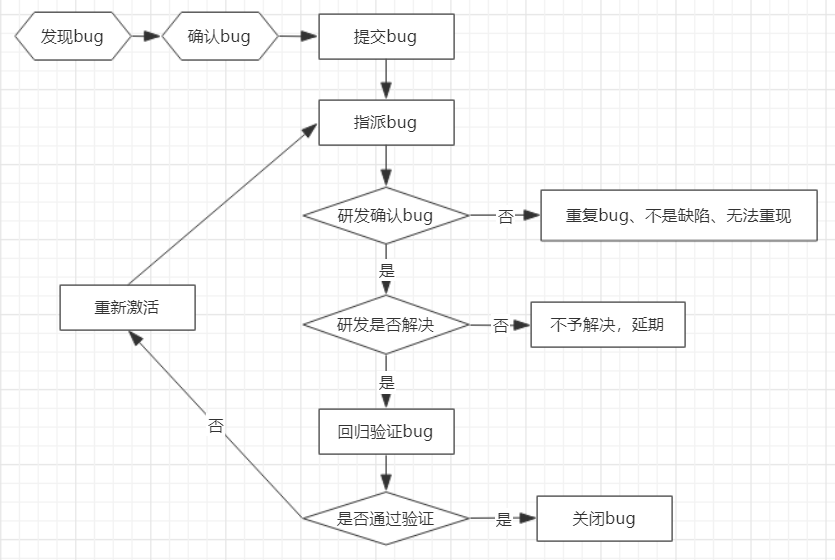 发现bug
确认bug
提交bug
指派bug
研发确认bug
否
重复bug、不是缺陷、无法重现
是
重新激活
研发是否解决
否
不予解决，延期
是
否
回归验证bug
是否通过验证
是
关闭bug